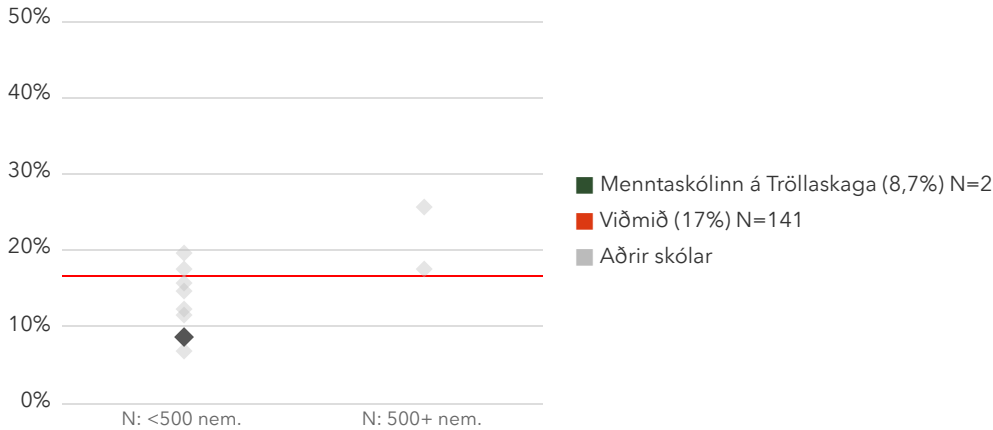 50%
40%
30%
20%
10%
0%
N: <500 nem.
N: 500+ nem.
Menntaskólinn á Tröllaskaga (8,7%) N=2
Viðmið (17%) N=141
Aðrir skólar